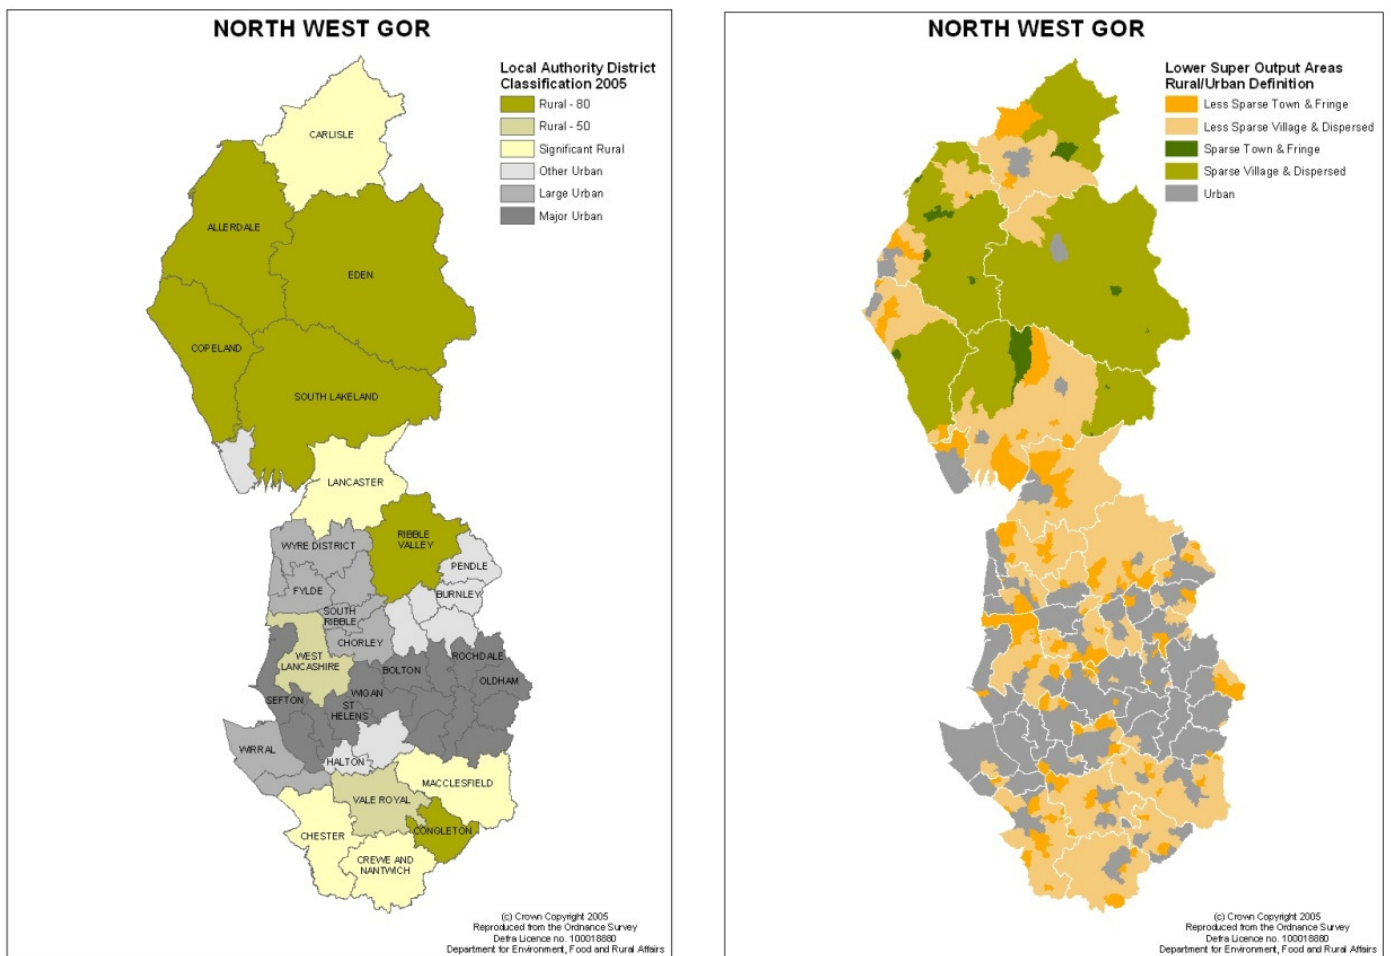 NORTH WEST GOR
Local Authority District
Classification 2005
Rural - 80
Rural - 50
Significant Rural
Other Urban
Large Urban
Major Urban
CARLISLE
ALLERDALE
EDEN
COPELAND
SOUTH LAKELAND
LANCASTER
RIBBLE
VALLEY
WYRE DISTRICT
PENDLE
FYLDE
BURNLEY
SOUTH
RIBBLE
CHORLEY
WEST
LANCASHIRE
ROCHDALE
BOLTON
OLDHAM
WIGAN
SEFTON
ST
HELENS
WIRRAL
HALTON
MACCLESFIELD
VALE ROYAL
CONGLETON
CHESTER
CREWE AND
NANTWICH
(c) Crown Copyright 2005
Reproduced from the Ordnance Survey
Defra Licence no. 100018880
Department for Environment, Food and Rural Affairs
NORTH WEST GOR
Lower Super Output Areas
Rural/Urban Definition
Less Sparse Town & Fringe
Less Sparse Village & Dispersed
Sparse Town & Fringe
Sparse Village & Dispersed
Urban
(c) Crown Copyright 2005
Reproduced from the Ordnance Survey
Defra Licence no. 100018880
Department for Environment, Food and Rural Affairs